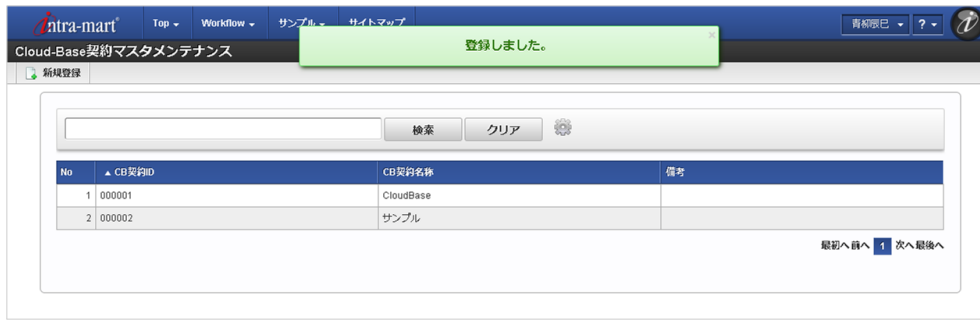 intra-mart® Top Workflow サンプル サイトマップ 青柳辰巳 ?
登録しました。 ×
Cloud-Base契約マスタメンテナンス
新規登録
検索 クリア
No ▲ CB契約ID CB契約名称 備考
1 000001 CloudBase
2 000002 サンプル
最初へ 前へ 1 次へ 最後へ